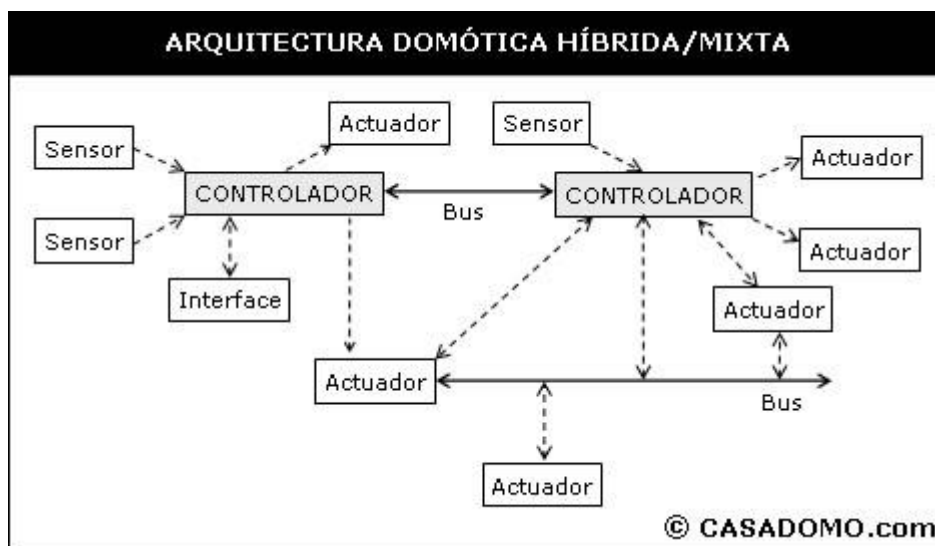 ARQUITECTURA DOMÓTICA HÍBRIDA/MIXTA
Sensor
Actuador
Sensor
Actuador
CONTROLADOR
Bus
CONTROLADOR
Sensor
Actuador
Interface
Actuador
Actuador
Bus
Actuador
© CASADOMO.com